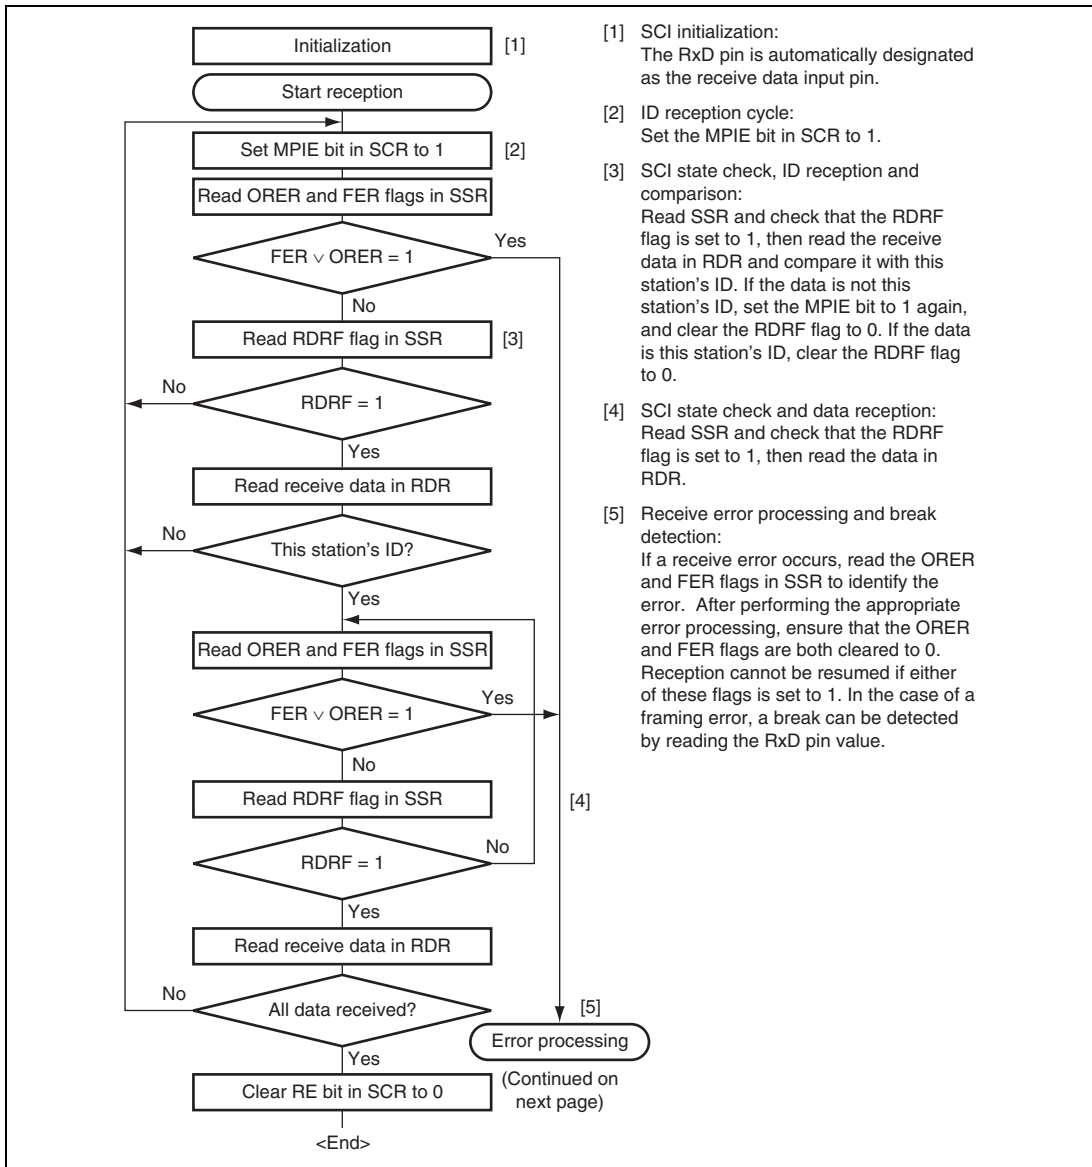 Initialization [1]
Start reception
Set MPIE bit in SCR to 1 [2]
Read ORER and FER flags in SSR
FER ∨ ORER = 1
Yes
No
Read RDRF flag in SSR [3]
No
RDRF = 1
Yes
Read receive data in RDR
No
This station's ID?
Yes
Read ORER and FER flags in SSR
Yes
FER ∨ ORER = 1
No
Read RDRF flag in SSR
[4]
No
RDRF = 1
Yes
Read receive data in RDR
No
All data received?
[5]
Error processing
Yes
(Continued on
next page)
Clear RE bit in SCR to 0
<End>
[1] SCI initialization:
The RxD pin is automatically designated
as the receive data input pin.
[2] ID reception cycle:
Set the MPIE bit in SCR to 1.
[3] SCI state check, ID reception and
comparison:
Read SSR and check that the RDRF
flag is set to 1, then read the receive
data in RDR and compare it with this
station's ID. If the data is not this
station's ID, set the MPIE bit to 1 again,
and clear the RDRF flag to 0. If the data
is this station's ID, clear the RDRF flag
to 0.
[4] SCI state check and data reception:
Read SSR and check that the RDRF
flag is set to 1, then read the data in
RDR.
[5] Receive error processing and break
detection:
If a receive error occurs, read the ORER
and FER flags in SSR to identify the
error. After performing the appropriate
error processing, ensure that the ORER
and FER flags are both cleared to 0.
Reception cannot be resumed if either
of these flags is set to 1. In the case of a
framing error, a break can be detected
by reading the RxD pin value.